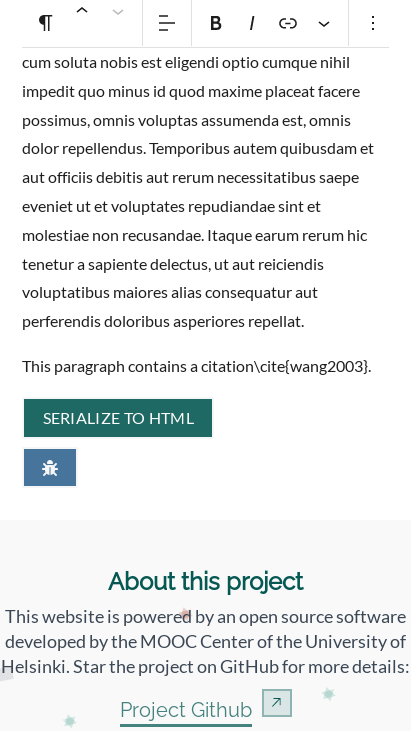 ¶ B I
cum soluta nobis est eligendi optio cumque nihil
impedit quo minus id quod maxime placeat facere
possimus, omnis voluptas assumenda est, omnis
dolor repellendus. Temporibus autem quibusdam et
aut officiis debitis aut rerum necessitatibus saepe
eveniet ut et voluptates repudiandae sint et
molestiae non recusandae. Itaque earum rerum hic
tenetur a sapiente delectus, ut aut reiciendis
voluptatibus maiores alias consequatur aut
perferendis doloribus asperiores repellat.
This paragraph contains a citation\cite{wang2003}.
SERIALIZE TO HTML
About this project
This website is powered by an open source software
developed by the MOOC Center of the University of
Helsinki. Star the project on GitHub for more details:
Project Github